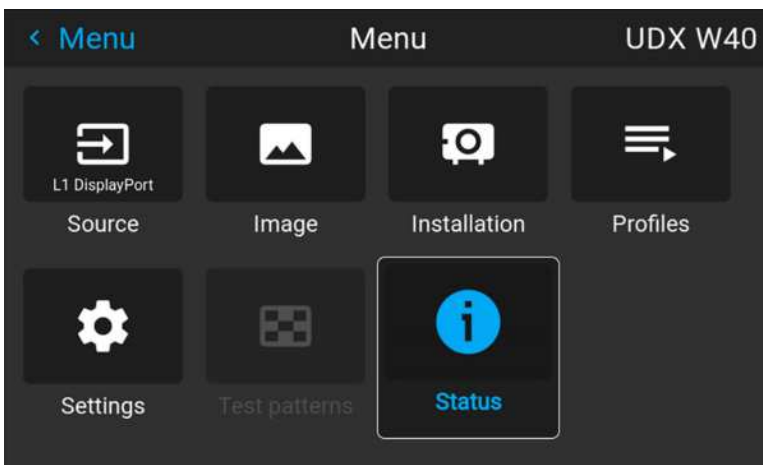 < Menu
Menu
UDX W40
L1 DisplayPort
Source
Image
Installation
Profiles
Settings
Test patterns
Status